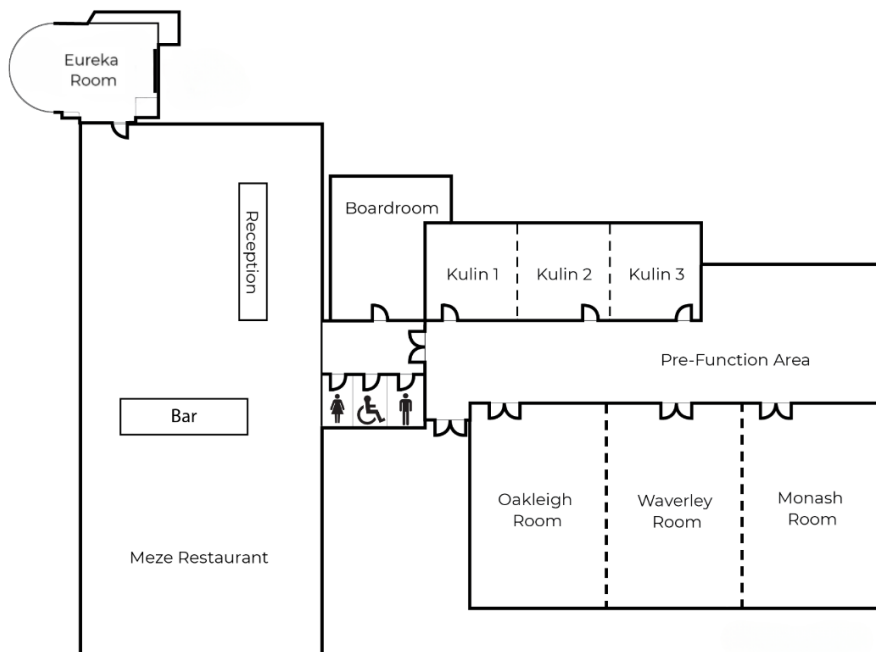 Eureka
Room
Boardroom
Reception
Kulin 1
Kulin 2
Kulin 3
Pre-Function Area
Bar
Oakleigh
Room
Waverley
Room
Monash
Room
Meze Restaurant